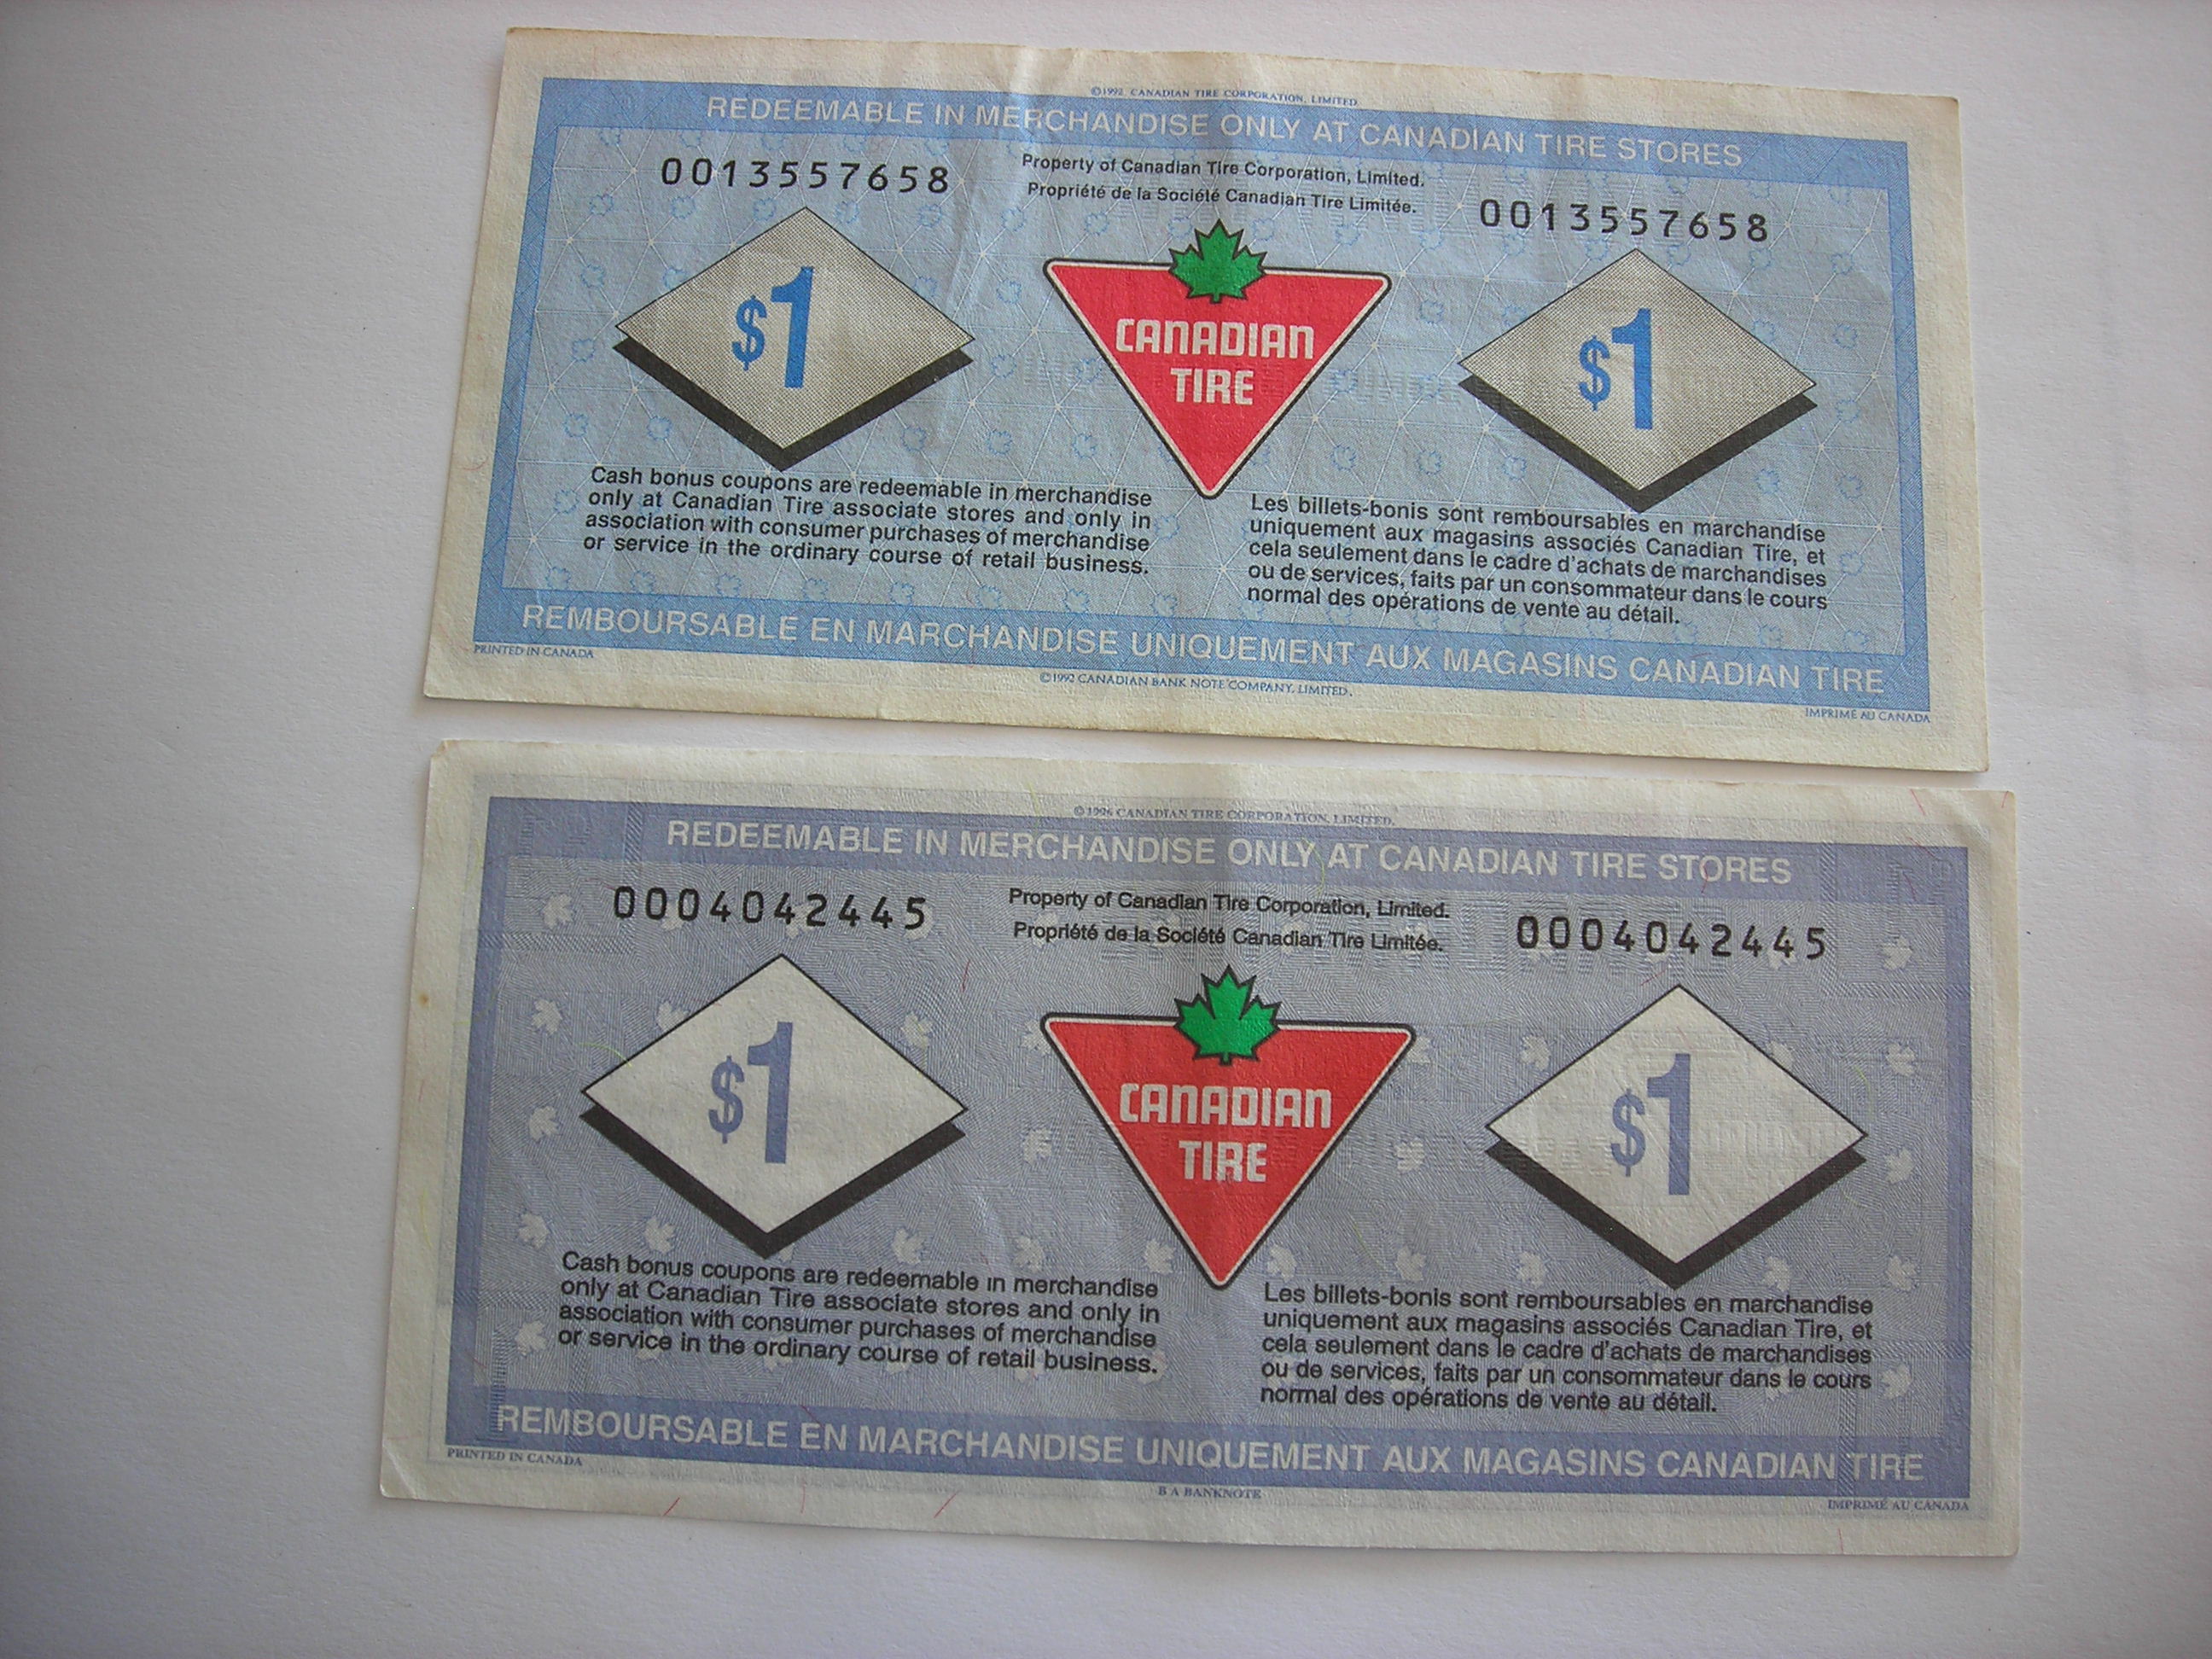 ©1992 CANADIAN TIRE CORPORATION, LIMITED
REDEEMABLE IN MERCHANDISE ONLY AT CANADIAN TIRE STORES
0013557658
Property of Canadian Tire Corporation, Limited.
Propriété de la Société Canadian Tire Limitée.
0013557658
$1
CANADIAN
TIRE
$1
Cash bonus coupons are redeemable in merchandise
only at Canadian Tire associate stores and only in
association with consumer purchases of merchandise
or service in the ordinary course of retail business.
Les billets-bonis sont remboursables en marchandise
uniquement aux magasins associés Canadian Tire, et
cela seulement dans le cadre d'achats de marchandises
ou de services, faits par un consommateur dans le cours
normal des opérations de vente au détail.
REMBOURSABLE EN MARCHANDISE UNIQUEMENT AUX MAGASINS CANADIAN TIRE
PRINTED IN CANADA
©1992 CANADIAN BANK NOTE COMPANY, LIMITED.
IMPRIMÉ AU CANADA
©1996 CANADIAN TIRE CORPORATION, LIMITED.
REDEEMABLE IN MERCHANDISE ONLY AT CANADIAN TIRE STORES
0004042445
Property of Canadian Tire Corporation, Limited.
Propriété de la Société Canadian Tire Limitée.
0004042445
$1
CANADIAN
TIRE
$1
Cash bonus coupons are redeemable in merchandise
only at Canadian Tire associate stores and only in
association with consumer purchases of merchandise
or service in the ordinary course of retail business.
Les billets-bonis sont remboursables en marchandise
uniquement aux magasins associés Canadian Tire, et
cela seulement dans le cadre d'achats de marchandises
ou de services, faits par un consommateur dans le cours
normal des opérations de vente au détail.
REMBOURSABLE EN MARCHANDISE UNIQUEMENT AUX MAGASINS CANADIAN TIRE
PRINTED IN CANADA
B A BANKNOTE
IMPRIMÉ AU CANADA